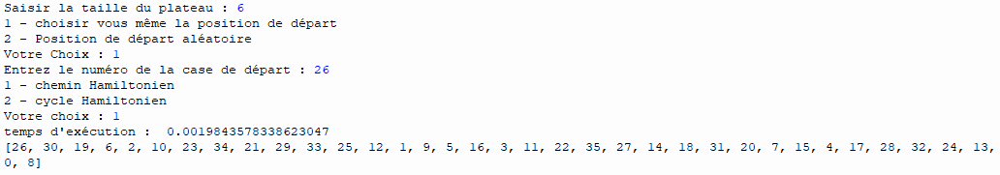 Saisir la taille du plateau : 6
1 - choisir vous même la position de départ
2 - Position de départ aléatoire
Votre Choix : 1
Entrez le numéro de la case de départ : 26
1 - chemin Hamiltonien
2 - cycle Hamiltonien
Votre choix : 1
temps d'exécution :  0.0019843578338623047
[26, 30, 19, 6, 2, 10, 23, 34, 21, 29, 33, 25, 12, 1, 9, 5, 16, 3, 11, 22, 35, 27, 14, 18, 31, 20, 7, 15, 4, 17, 28, 32, 24, 13,
0, 8]